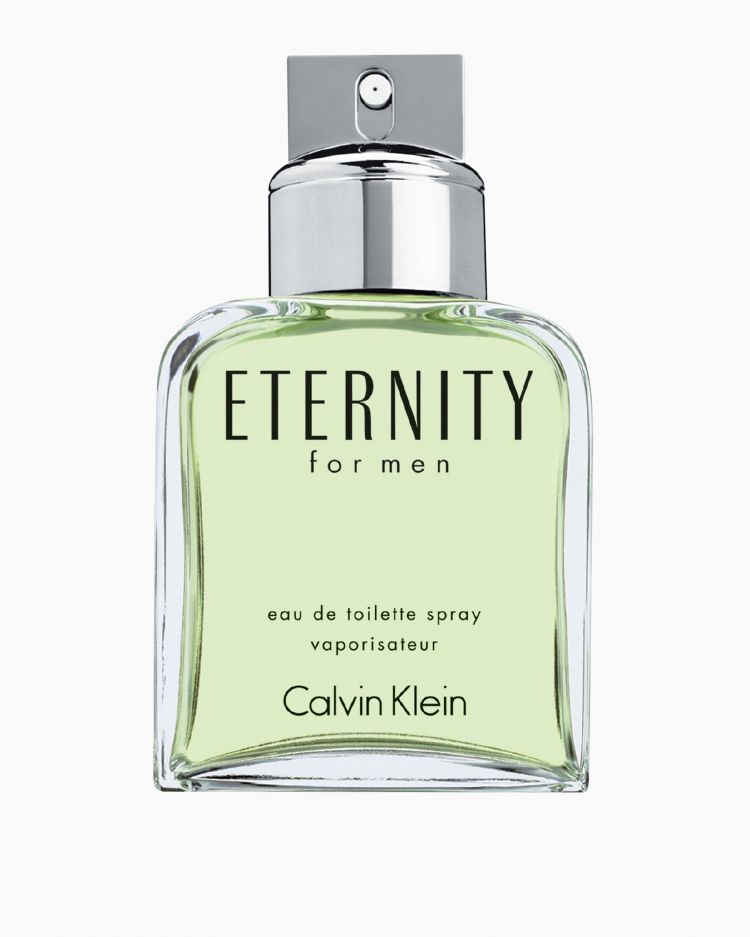 ETERNITY
for men
eau de toilette spray
vaporisateur
Calvin Klein